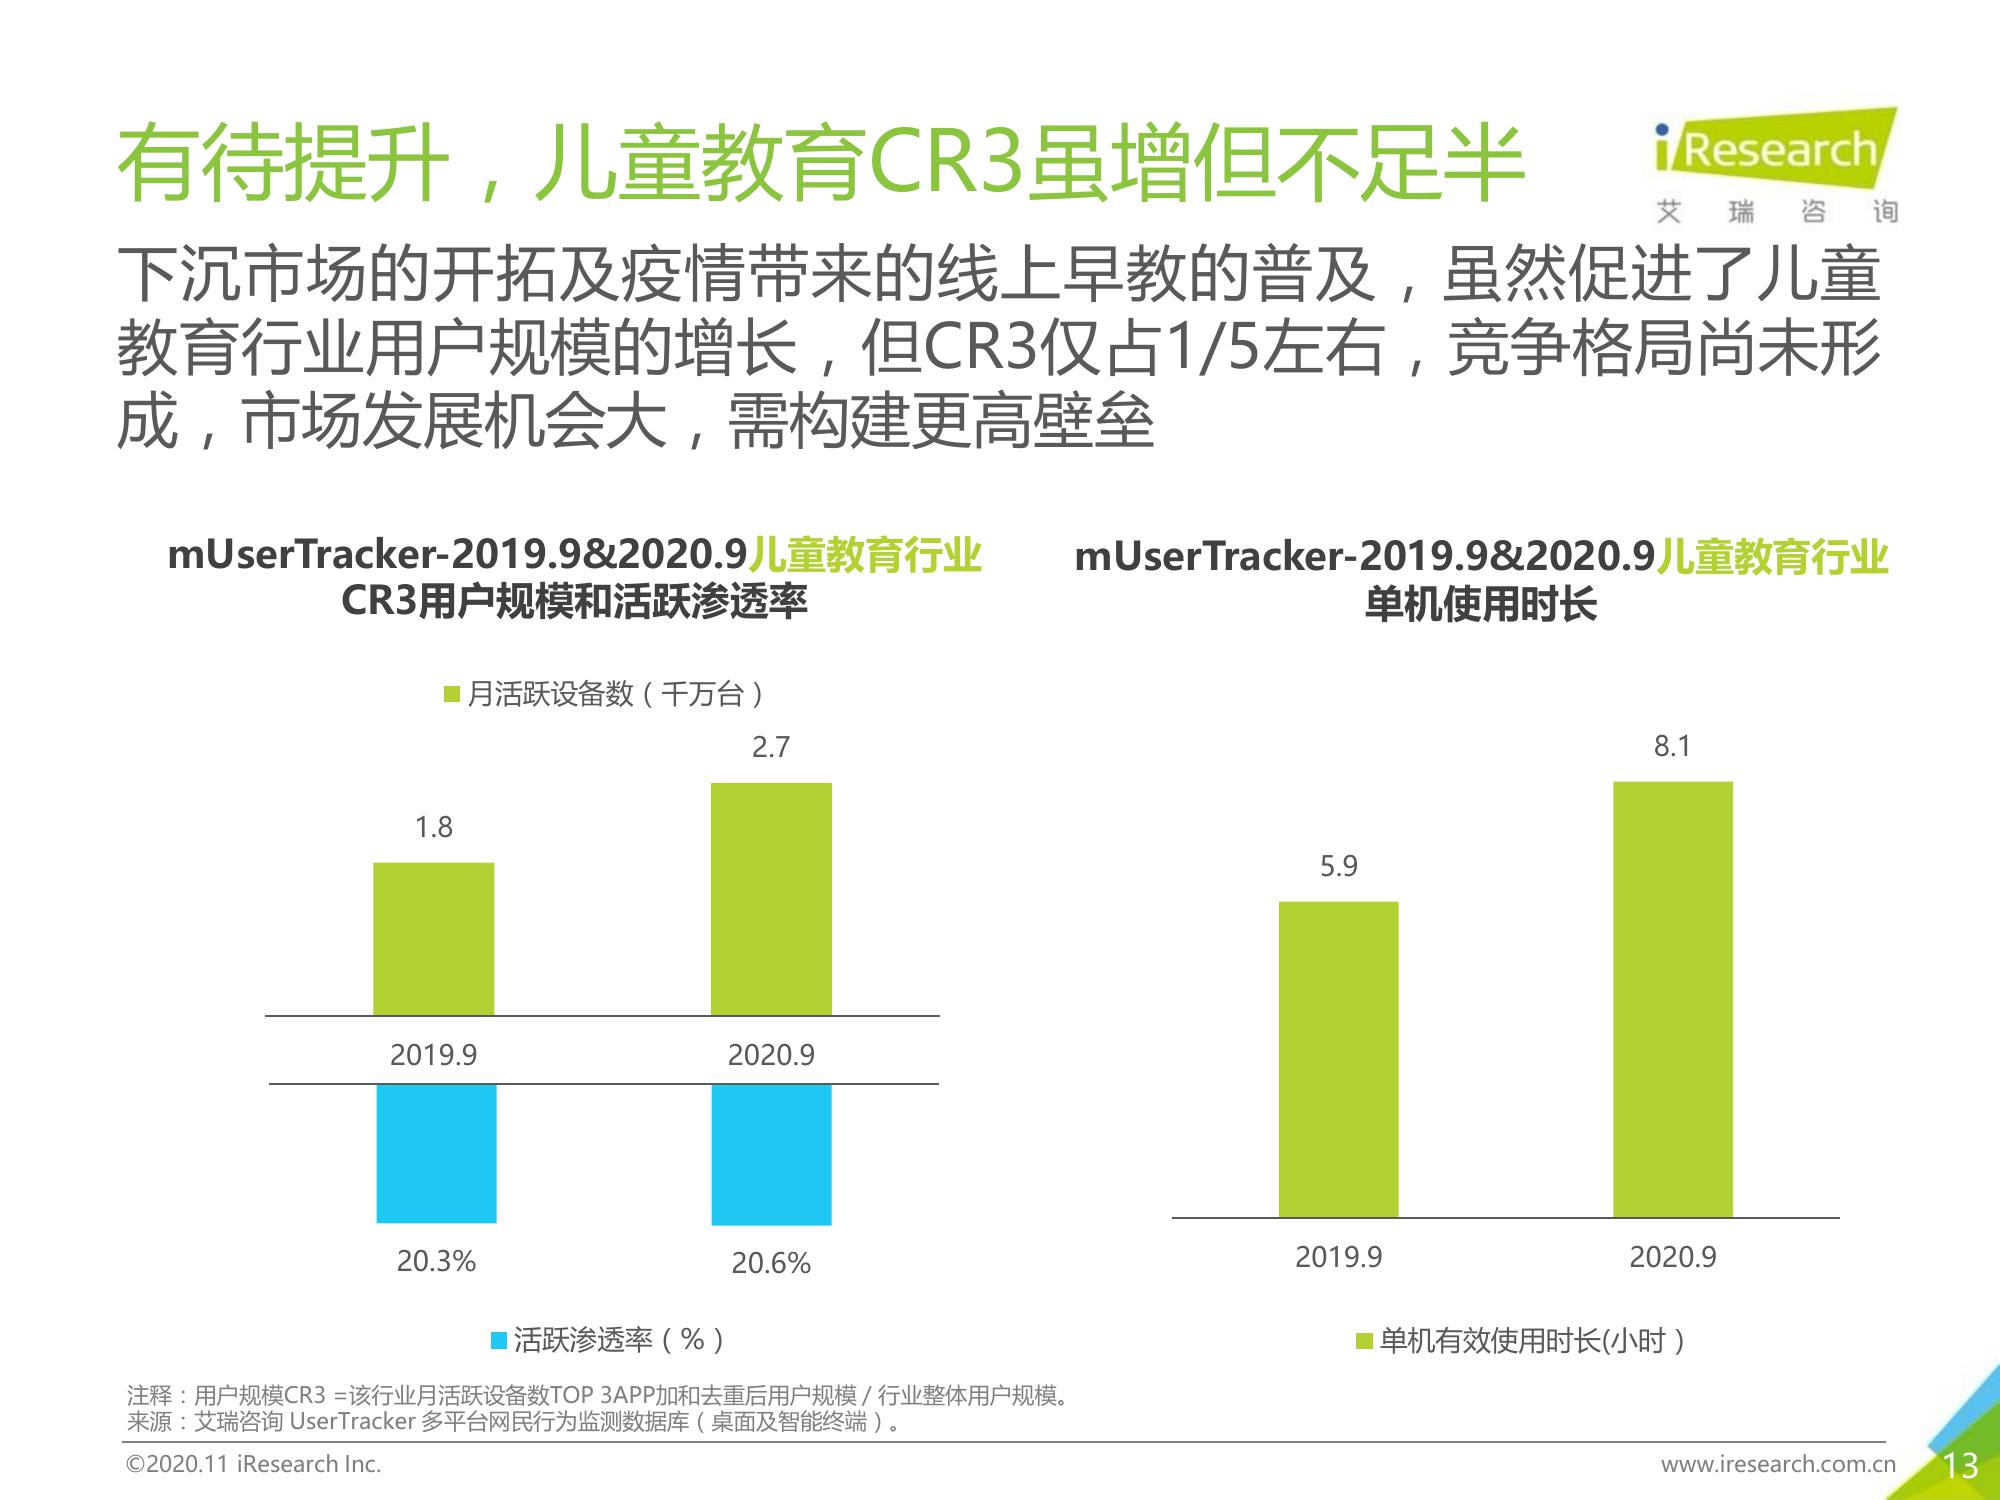 有待提升，儿童教育CR3虽增但不足半
iResearch
艾瑞咨询
下沉市场的开拓及疫情带来的线上早教的普及，虽然促进了儿童
教育行业用户规模的增长，但CR3仅占1/5左右，竞争格局尚未形
成，市场发展机会大，需构建更高壁垒
mUserTracker-2019.9&2020.9儿童教育行业
CR3用户规模和活跃渗透率
月活跃设备数（千万台）
2.7
1.8
2019.9
2020.9
20.3%
20.6%
活跃渗透率（%）
mUserTracker-2019.9&2020.9儿童教育行业
单机使用时长
8.1
5.9
2019.9
2020.9
单机有效使用时长(小时）
注释：用户规模CR3 =该行业月活跃设备数TOP 3APP加和去重后用户规模 / 行业整体用户规模。
来源：艾瑞咨询 UserTracker 多平台网民行为监测数据库（桌面及智能终端）。
©2020.11 iResearch Inc.
www.iresearch.com.cn
13